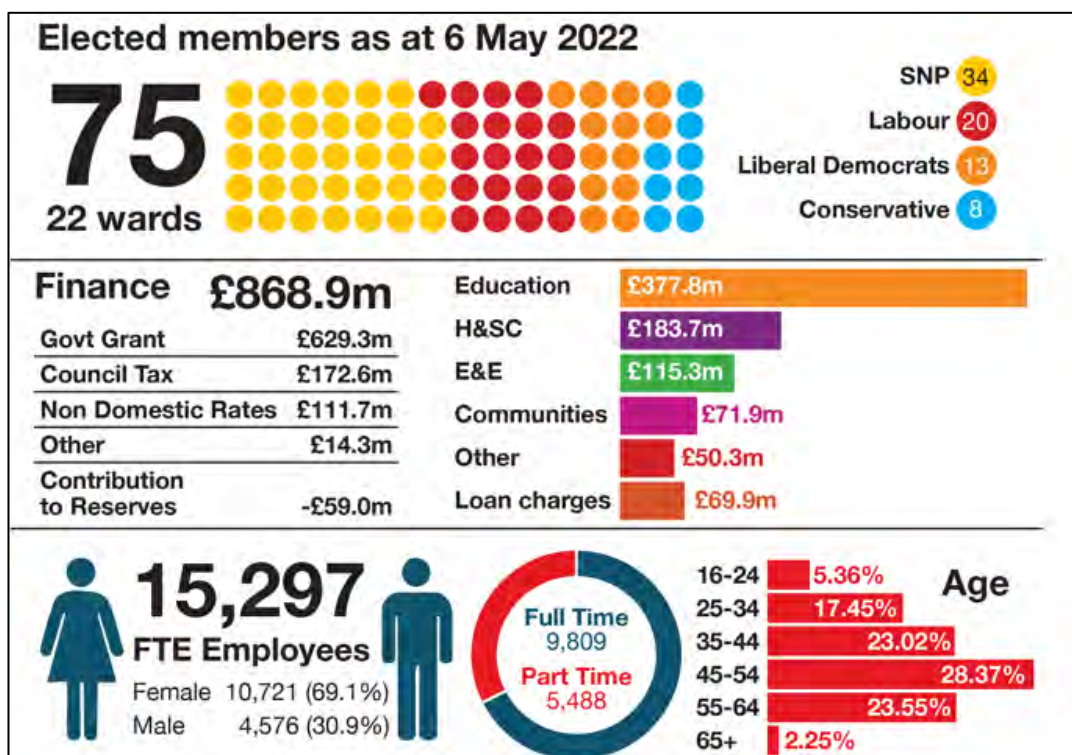 Elected members as at 6 May 2022
75
22 wards
SNP 34
Labour 20
Liberal Democrats 13
Conservative 8
Finance £868.9m
Govt Grant £629.3m
Council Tax £172.6m
Non Domestic Rates £111.7m
Other £14.3m
Contribution
to Reserves -£59.0m
Education £377.8m
H&SC £183.7m
E&E £115.3m
Communities £71.9m
Other £50.3m
Loan charges £69.9m
15,297
FTE Employees
Female 10,721 (69.1%)
Male 4,576 (30.9%)
Full Time
9,809
Part Time
5,488
Age
16-24 5.36%
25-34 17.45%
35-44 23.02%
45-54 28.37%
55-64 23.55%
65+ 2.25%